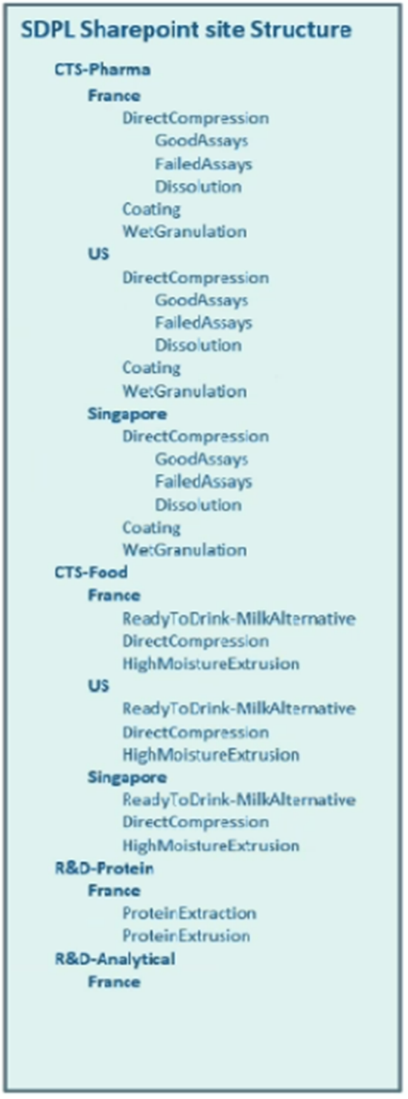 SDPL Sharepoint site Structure
CTS-Pharma
France
DirectCompression
GoodAssays
FailedAssays
Dissolution
Coating
WetGranulation
US
DirectCompression
GoodAssays
FailedAssays
Dissolution
Coating
WetGranulation
Singapore
DirectCompression
GoodAssays
FailedAssays
Dissolution
Coating
WetGranulation
CTS-Food
France
ReadyToDrink-MilkAlternative
DirectCompression
HighMoistureExtrusion
US
ReadyToDrink-MilkAlternative
DirectCompression
HighMoistureExtrusion
Singapore
ReadyToDrink-MilkAlternative
DirectCompression
HighMoistureExtrusion
R&D-Protein
France
ProteinExtraction
ProteinExtrusion
R&D-Analytical
France